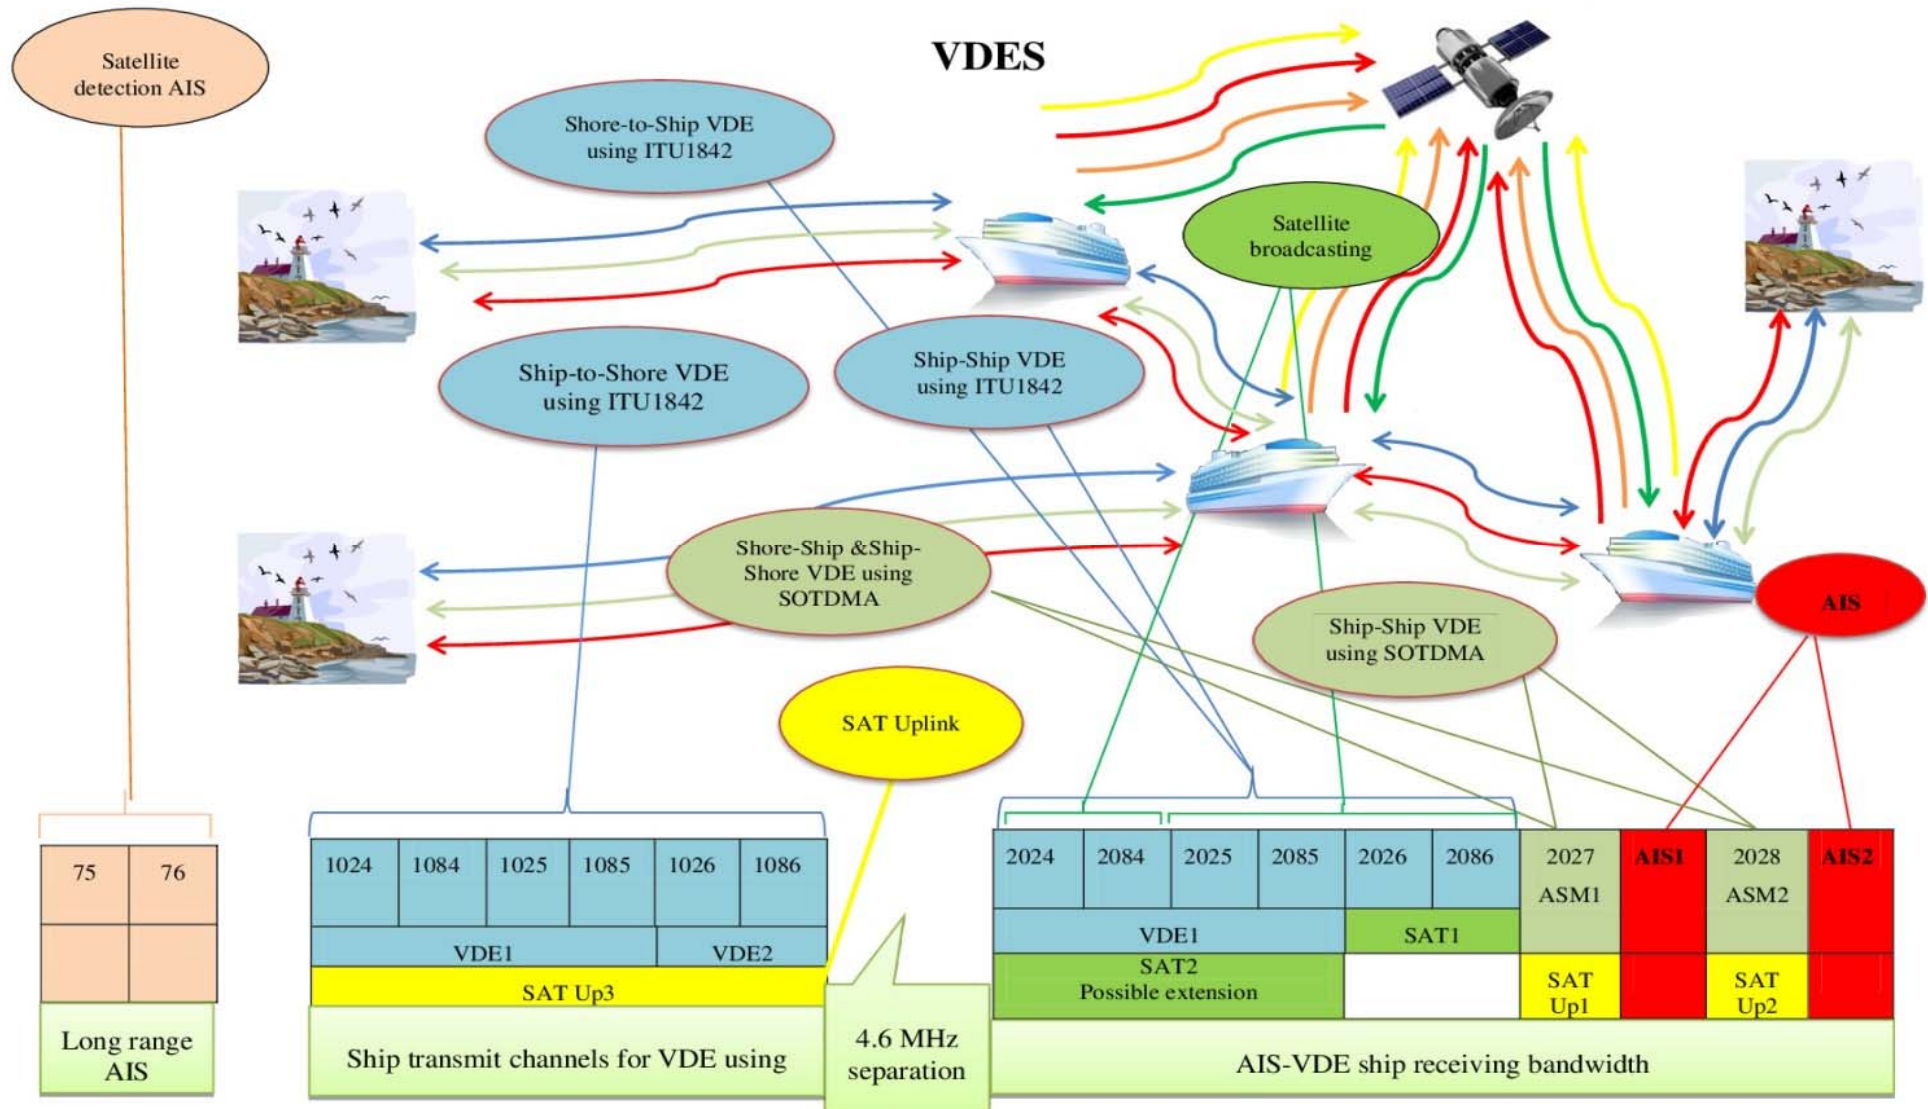 VDES
Satellite
detection AIS
Shore-to-Ship VDE
using ITU1842
Satellite
broadcasting
Ship-to-Shore VDE
using ITU1842
Ship-Ship VDE
using ITU1842
Shore-Ship &Ship-
Shore VDE using
SOTDMA
Ship-Ship VDE
using SOTDMA
AIS
SAT Uplink
75 76
Long range
AIS
1024 1084 1025 1085 1026 1086
VDE1 VDE2
SAT Up3
Ship transmit channels for VDE using
4.6 MHz
separation
2024 2084 2025 2085 2026 2086 2027 AIS1 2028 AIS2
ASM1 ASM2
VDE1 SAT1
SAT2
Possible extension
SAT
Up1
SAT
Up2
AIS-VDE ship receiving bandwidth